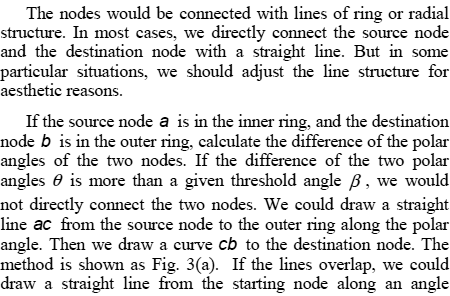 The nodes would be connected with lines of ring or radial
structure. In most cases, we directly connect the source node
and the destination node with a straight line. But in some
particular situations, we should adjust the line structure for
aesthetic reasons.
If the source node a is in the inner ring, and the destination
node b is in the outer ring, calculate the difference of the polar
angles of the two nodes. If the difference of the two polar
angles θ is more than a given threshold angle β, we would
not directly connect the two nodes. We could draw a straight
line ac from the source node to the outer ring along the polar
angle. Then we draw a curve cb to the destination node. The
method is shown as Fig. 3(a). If the lines overlap, we could
draw a straight line from the starting node along an angle